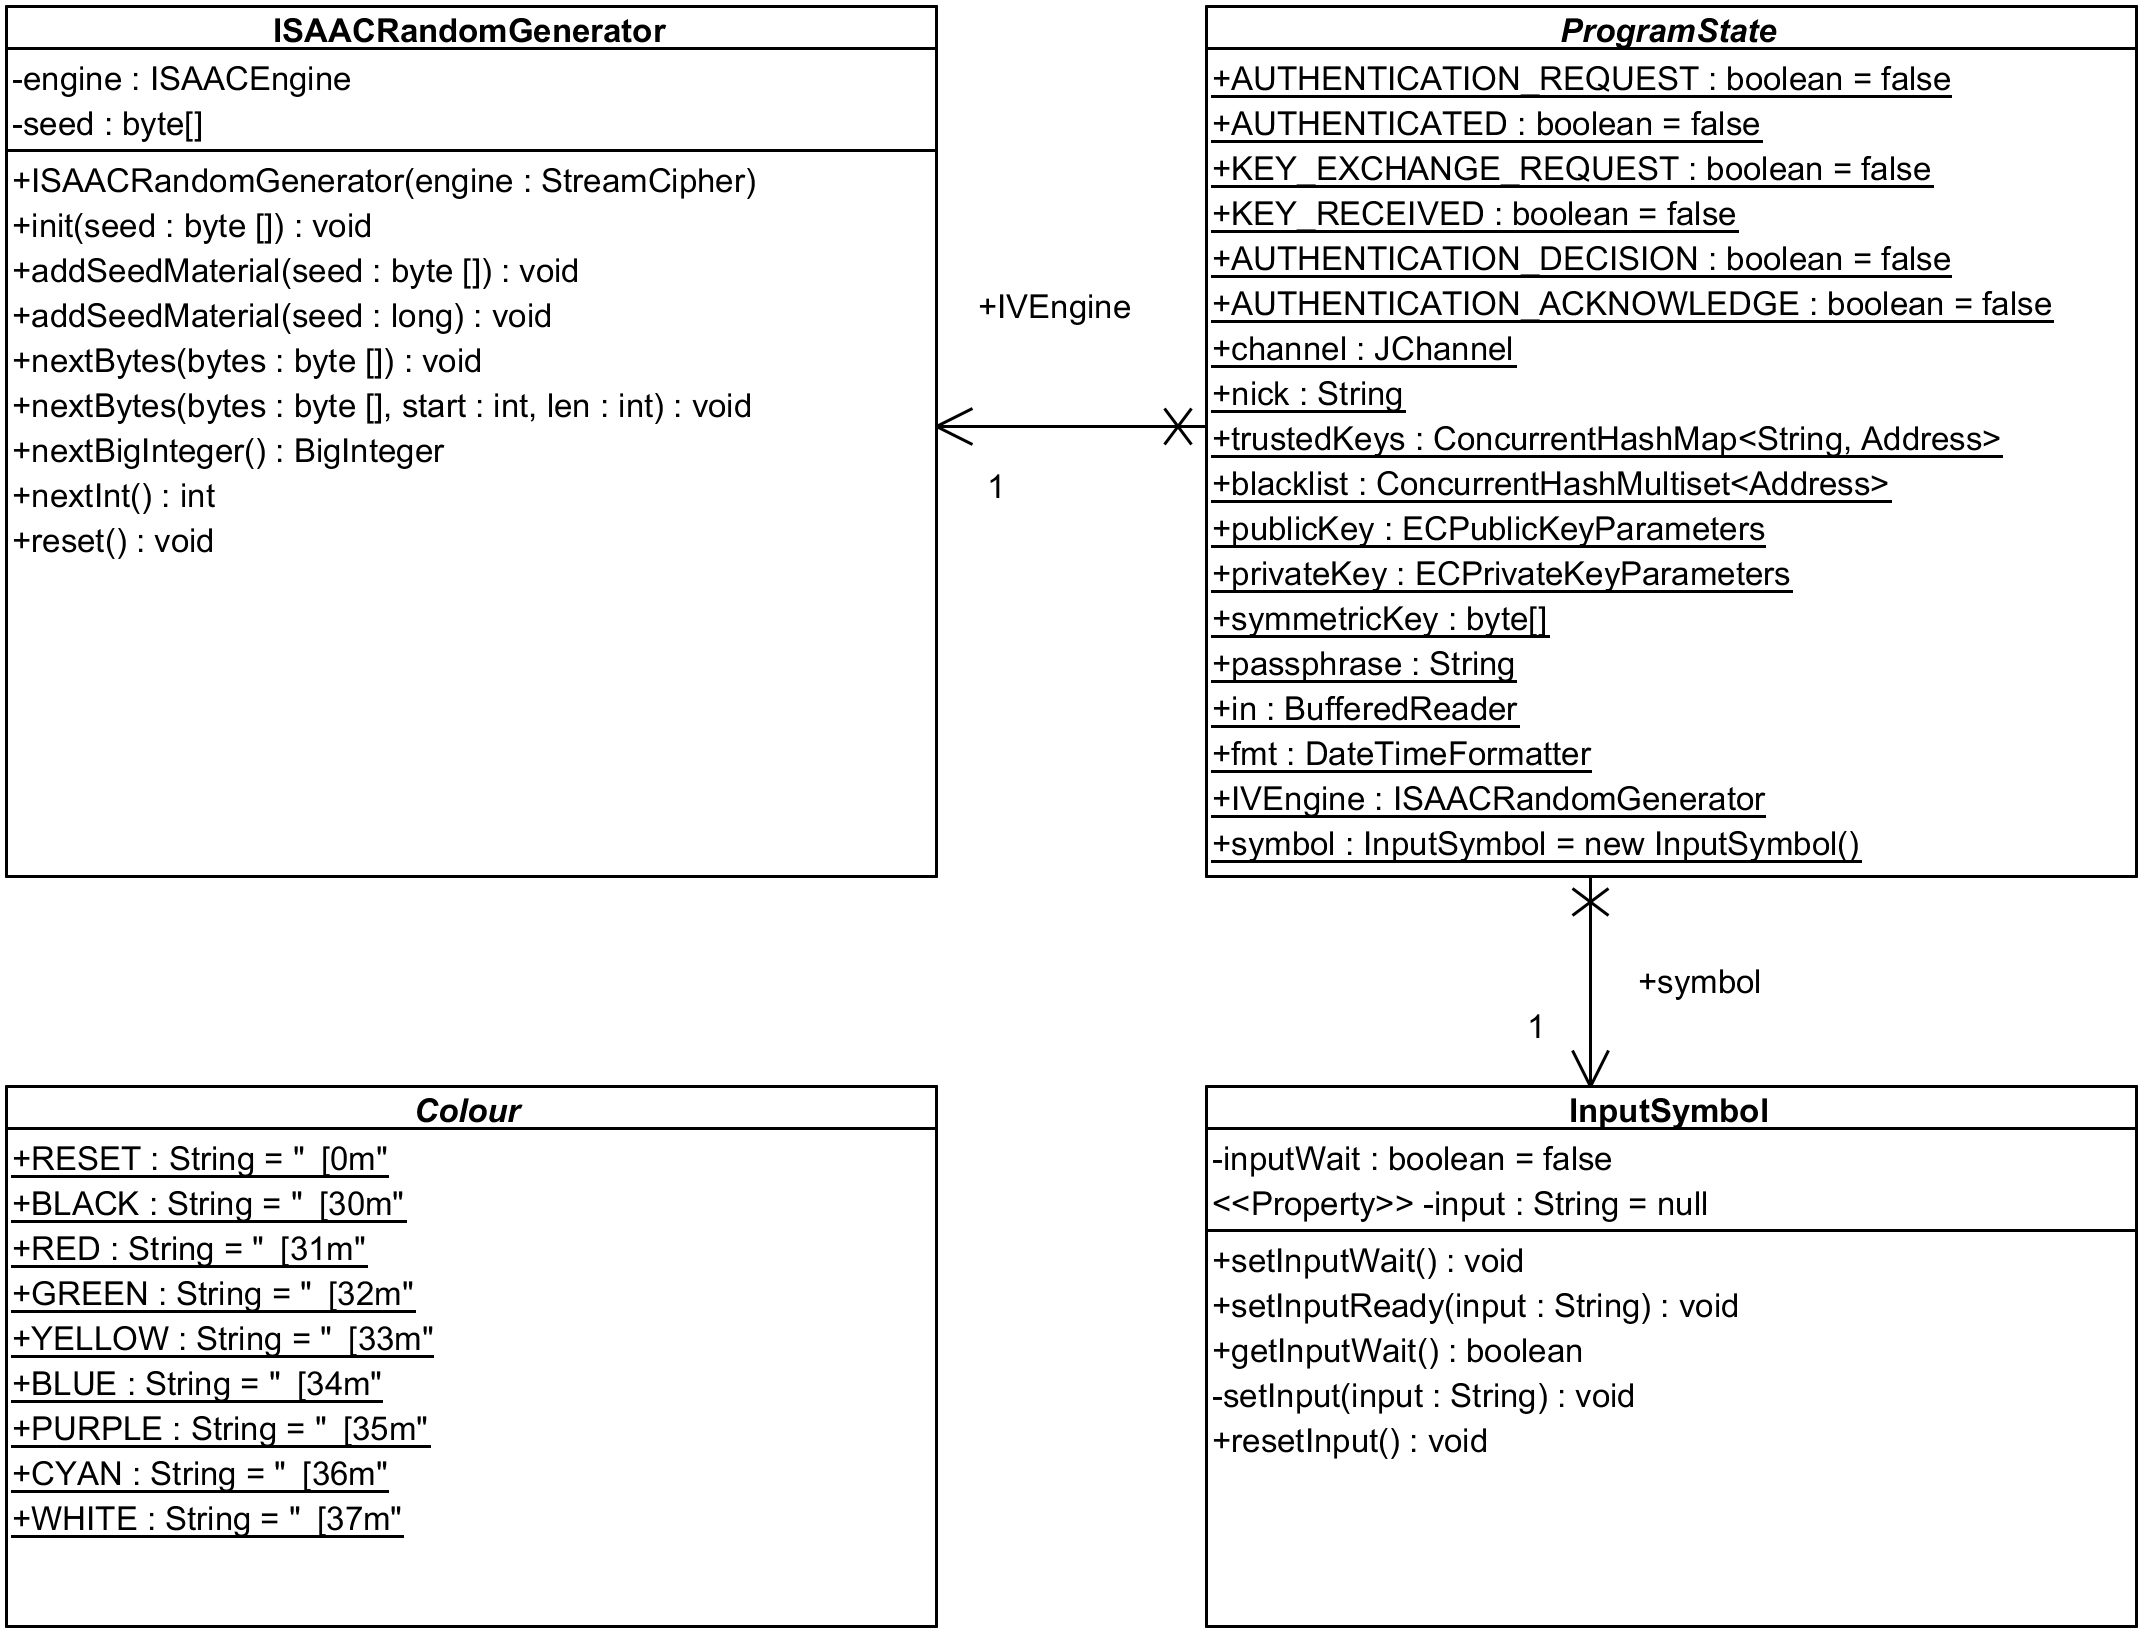 ISAACRandomGenerator
-engine : ISAACEngine
-seed : byte[]
+ISAACRandomGenerator(engine : StreamCipher)
+init(seed : byte []) : void
+addSeedMaterial(seed : byte []) : void
+addSeedMaterial(seed : long) : void
+nextBytes(bytes : byte []) : void
+nextBytes(bytes : byte [], start : int, len : int) : void
+nextBigInteger() : BigInteger
+nextInt() : int
+reset() : void
+IVEngine
1
ProgramState
+AUTHENTICATION_REQUEST : boolean = false
+AUTHENTICATED : boolean = false
+KEY_EXCHANGE_REQUEST : boolean = false
+KEY_RECEIVED : boolean = false
+AUTHENTICATION_DECISION : boolean = false
+AUTHENTICATION_ACKNOWLEDGE : boolean = false
+channel : JChannel
+nick : String
+trustedKeys : ConcurrentHashMap<String, Address>
+blacklist : ConcurrentHashMultiset<Address>
+publicKey : ECPublicKeyParameters
+privateKey : ECPrivateKeyParameters
+symmetricKey : byte[]
+passphrase : String
+in : BufferedReader
+fmt : DateTimeFormatter
+IVEngine : ISAACRandomGenerator
+symbol : InputSymbol = new InputSymbol()
+symbol
1
Colour
+RESET : String = "  [0m"
+BLACK : String = "  [30m"
+RED : String = "  [31m"
+GREEN : String = "  [32m"
+YELLOW : String = "  [33m"
+BLUE : String = "  [34m"
+PURPLE : String = "  [35m"
+CYAN : String = "  [36m"
+WHITE : String = "  [37m"
InputSymbol
-inputWait : boolean = false
<<Property>> -input : String = null
+setInputWait() : void
+setInputReady(input : String) : void
+getInputWait() : boolean
-setInput(input : String) : void
+resetInput() : void